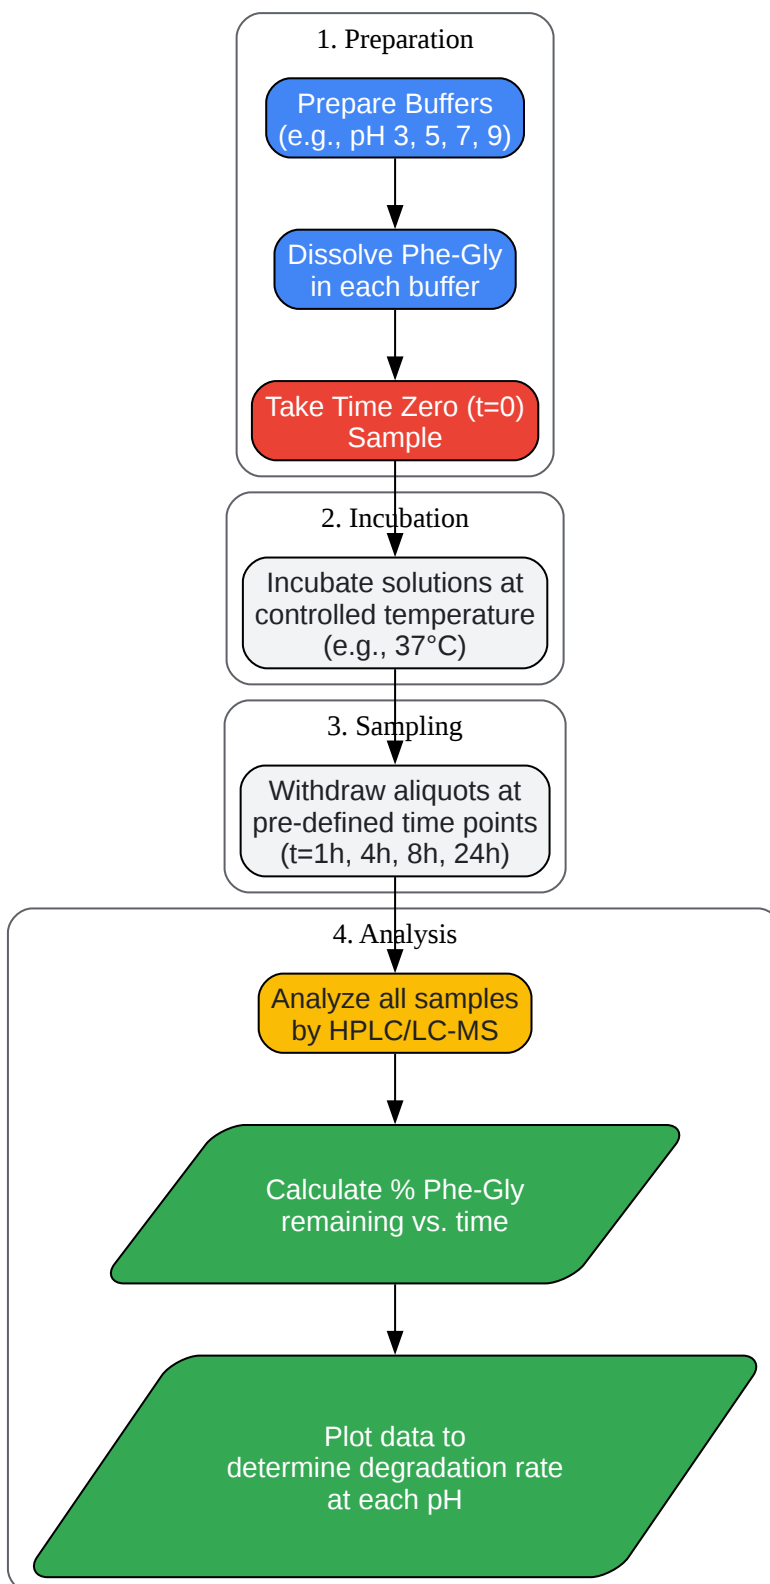 1. Preparation
Prepare Buffers
(e.g., pH 3, 5, 7, 9)
Dissolve Phe-Gly
in each buffer
Take Time Zero (t=0)
Sample
2. Incubation
Incubate solutions at
controlled temperature
(e.g., 37°C)
3. Sampling
Withdraw aliquots at
pre-defined time points
(t=1h, 4h, 8h, 24h)
4. Analysis
Analyze all samples
by HPLC/LC-MS
Calculate % Phe-Gly
remaining vs. time
Plot data to
determine degradation rate
at each pH